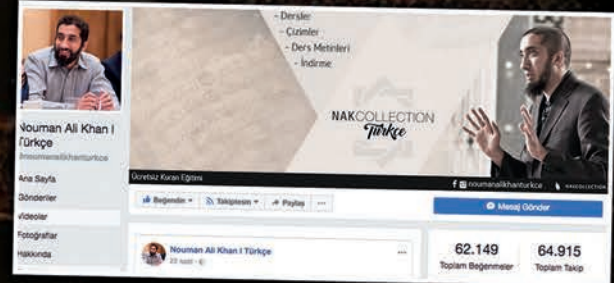 - Dersler
- Çizimler
- Ders Metinleri
- İndirme
NAKCOLLECTION
Türkçe
Nouman Ali Khan |
Türkçe
@noumanalikhanturkce
Ana Sayfa
Gönderiler
Videolar
Fotoğraflar
Hakkında
Ücretsiz Kuran Eğitimi
noumanalikhanturkce
NAKCOLLECTION
Beğendin
Takiptesin
Paylaş
Mesaj Gönder
Nouman Ali Khan | Türkçe
22 saat
62.149
Toplam Beğenmeler
64.915
Toplam Takip